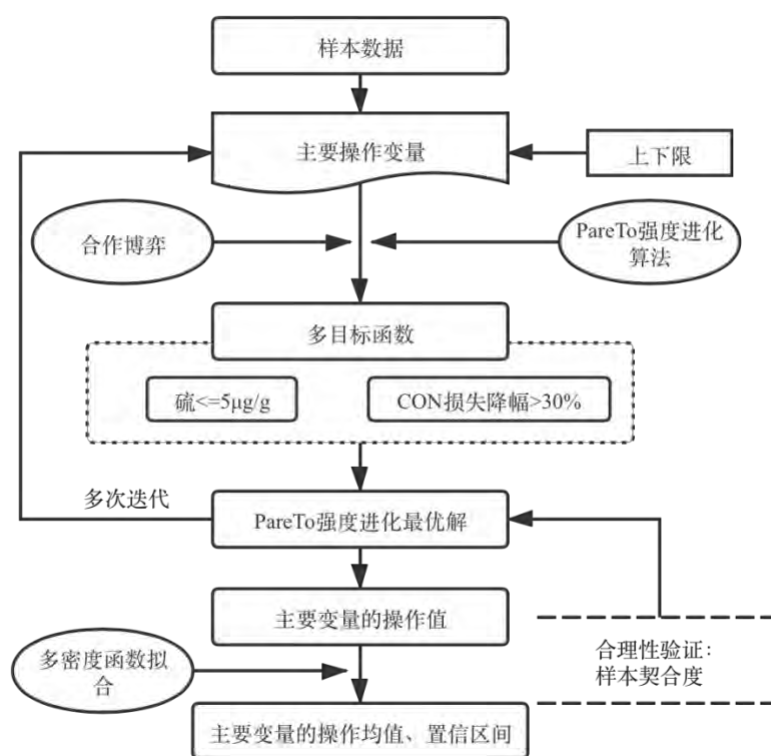 样本数据
主要操作变量
上下限
合作博弈
PareTo强度进化
算法
多目标函数
硫<=5μg/g
CON损失降幅>30%
多次迭代
PareTo强度进化最优解
主要变量的操作值
合理性验证：
样本契合度
多密度函数拟
合
主要变量的操作均值、置信区间